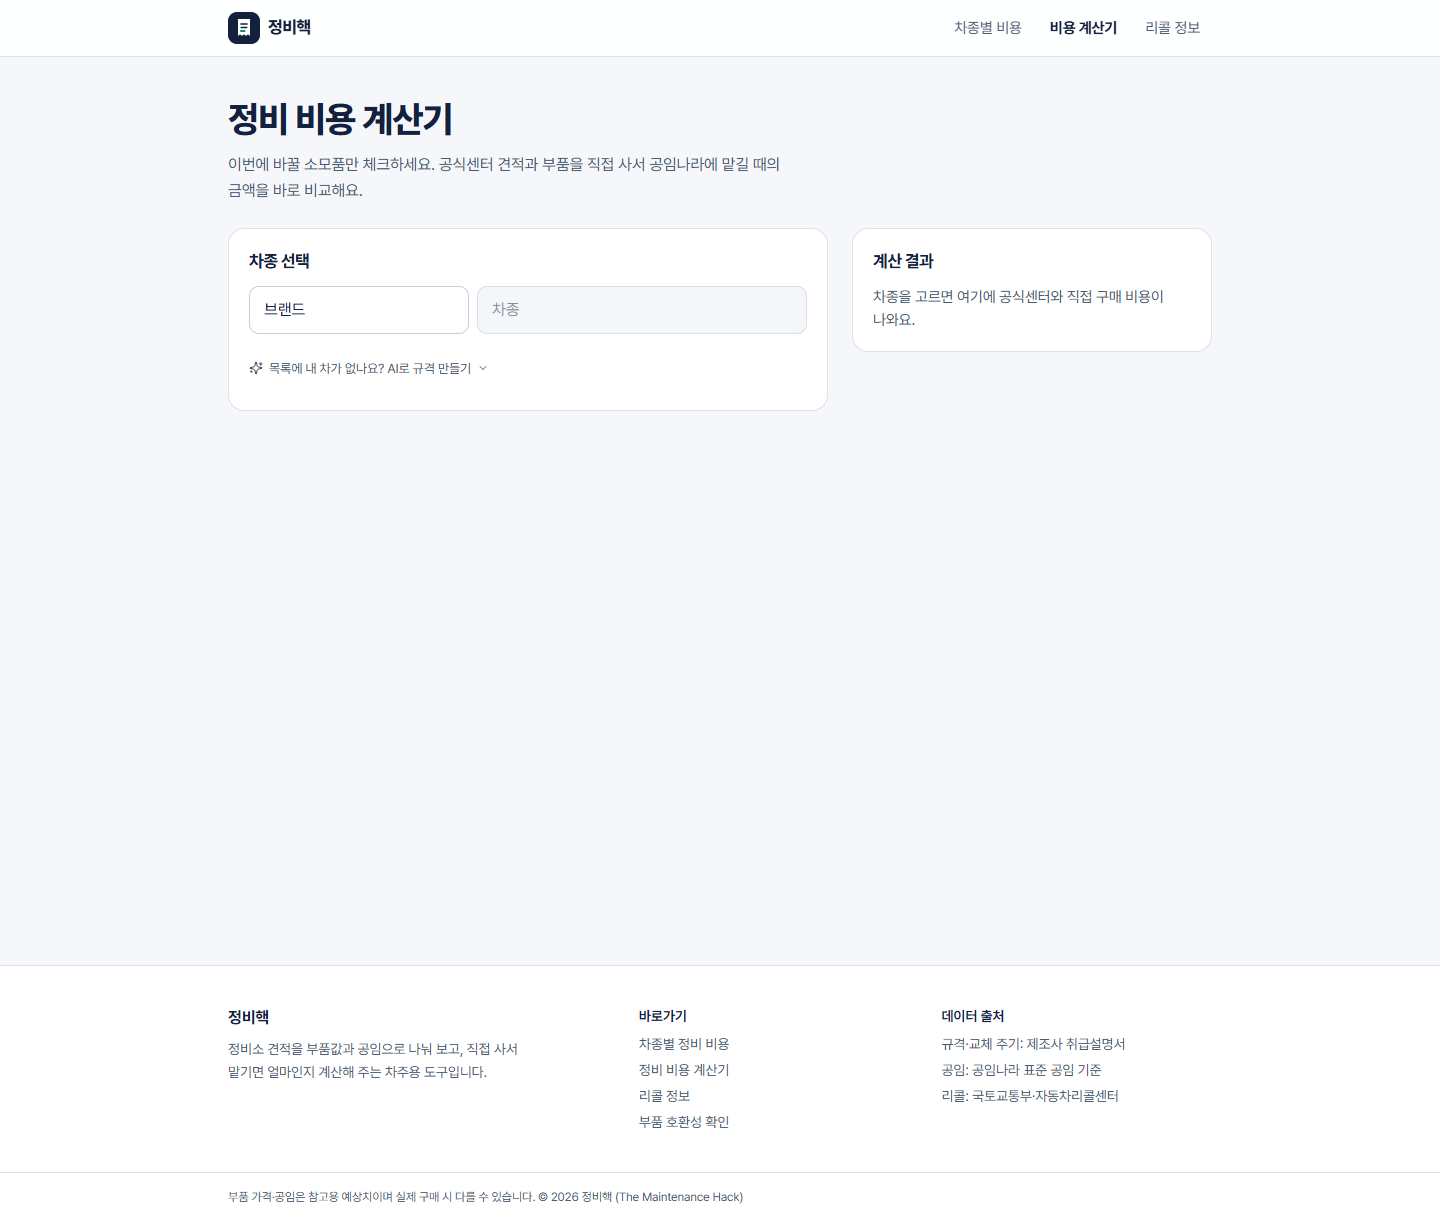 정비핵
차종별 비용
비용 계산기
리콜 정보
정비 비용 계산기
이번에 바꿀 소모품만 체크하세요. 공식센터 견적과 부품을 직접 사서 공임나라에 맡길 때의
금액을 바로 비교해요.
차종 선택
브랜드
차종
목록에 내 차가 없나요? AI로 규격 만들기
계산 결과
차종을 고르면 여기에 공식센터와 직접 구매 비용이
나와요.
정비핵
정비소 견적을 부품값과 공임으로 나눠 보고, 직접 사서
맡기면 얼마인지 계산해 주는 차주용 도구입니다.
바로가기
차종별 정비 비용
정비 비용 계산기
리콜 정보
부품 호환성 확인
데이터 출처
규격·교체 주기: 제조사 취급설명서
공임: 공임나라 표준 공임 기준
리콜: 국토교통부·자동차리콜센터
부품 가격·공임은 참고용 예상치이며 실제 구매 시 다를 수 있습니다. © 2026 정비핵 (The Maintenance Hack)